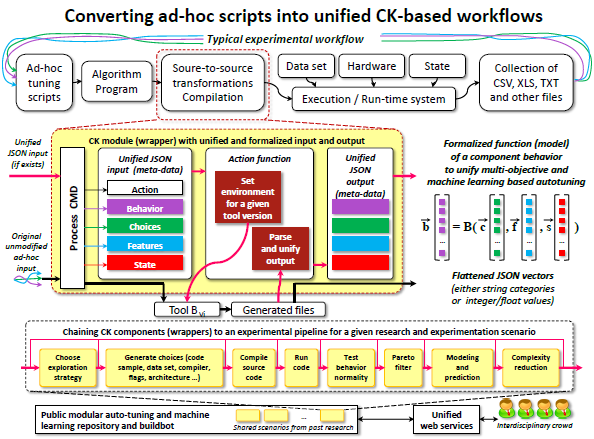 Converting ad-hoc scripts into unified CK-based workflows
Typical experimental workflow
Ad-hoc
tuning
scripts
Algorithm
Program
Soure-to-source
transformations
Compilation
Data set
Hardware
State
Execution / Run-time system
Collection of
CSV, XLS, TXT
and other files
Unified
JSON input
(if exists)
Original
unmodified
ad-hoc
input
CK module (wrapper) with unified and formalized input and output
Process CMD
Unified JSON
input (meta-data)
Action
Behavior
Choices
Features
State
Action function
Set
environment
for a given
tool version
Parse
and unify
output
Unified
JSON
output
(meta-data)
Tool B Vi
Generated files
Formalized function (model)
of a component behavior
to unify multi-objective and
machine learning based autotuning
b = B( c , f , s )
... ... ... ...
Flattened JSON vectors
(either string categories
or integer/float values)
Chaining CK components (wrappers) to an experimental pipeline for a given research and experimentation scenario
Choose
exploration
strategy
Generate choices (code
sample, data set, compiler,
flags, architecture ...)
Compile
source
code
Run
code
Test
behavior
normality
Pareto
filter
Modeling
and
prediction
Complexity
reduction
Public modular auto-tuning and machine
learning repository and buildbot
...
Shared scenarios from past research
Unified
web services
Interdisciplinary crowd